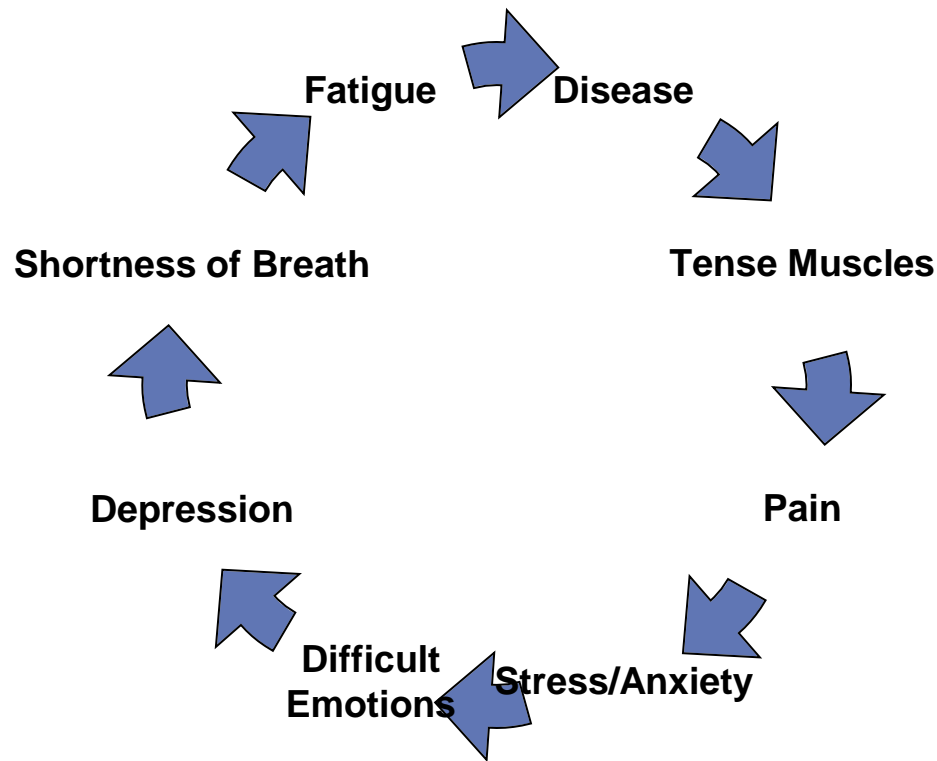 Fatigue
Disease
Shortness of Breath
Tense Muscles
Depression
Pain
Difficult
Emotions
Stress/Anxiety